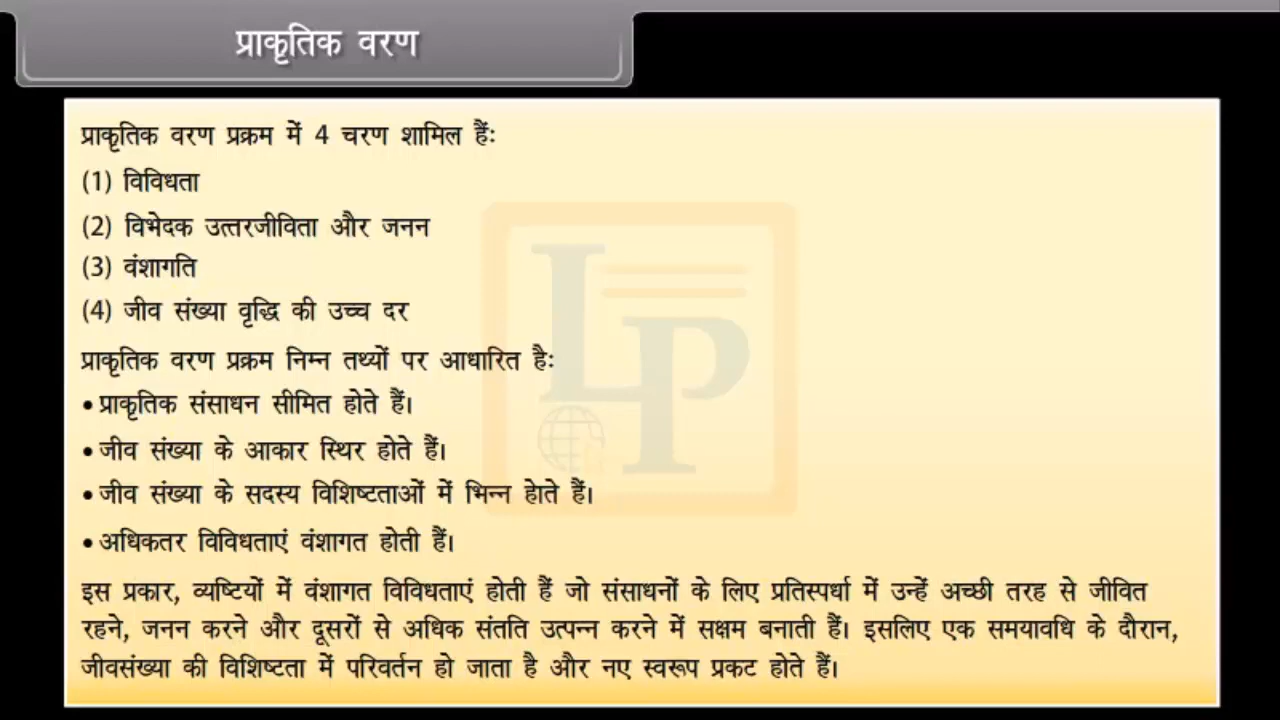 प्राकृतिक वरण
प्राकृतिक वरण प्रक्रम में 4 चरण शामिल हैंः
(1) विविधता
(2) विभेदक उत्तरजीविता और जनन
(3) वंशागति
(4) जीव संख्या वृद्धि की उच्च दर
प्राकृतिक वरण प्रक्रम निम्न तथ्यों पर आधारित हैः
• प्राकृतिक संसाधन सीमित होते हैं।
• जीव संख्या के आकार स्थिर होते हैं।
• जीव संख्या के सदस्य विशिष्टताओं में भिन्न हेाते हैं।
• अधिकतर विविधताएं वंशागत होती हैं।
इस प्रकार, व्यष्टियों में वंशागत विविधताएं होती हैं जो संसाधनों के लिए प्रतिस्पर्धा में उन्हें अच्छी तरह से जीवित
रहने, जनन करने और दूसरों से अधिक संतति उत्पन्न करने में सक्षम बनाती हैं। इसलिए एक समयावधि के दौरान,
जीवसंख्या की विशिष्टता में परिवर्तन हो जाता है और नए स्वरूप प्रकट होते हैं।
LP